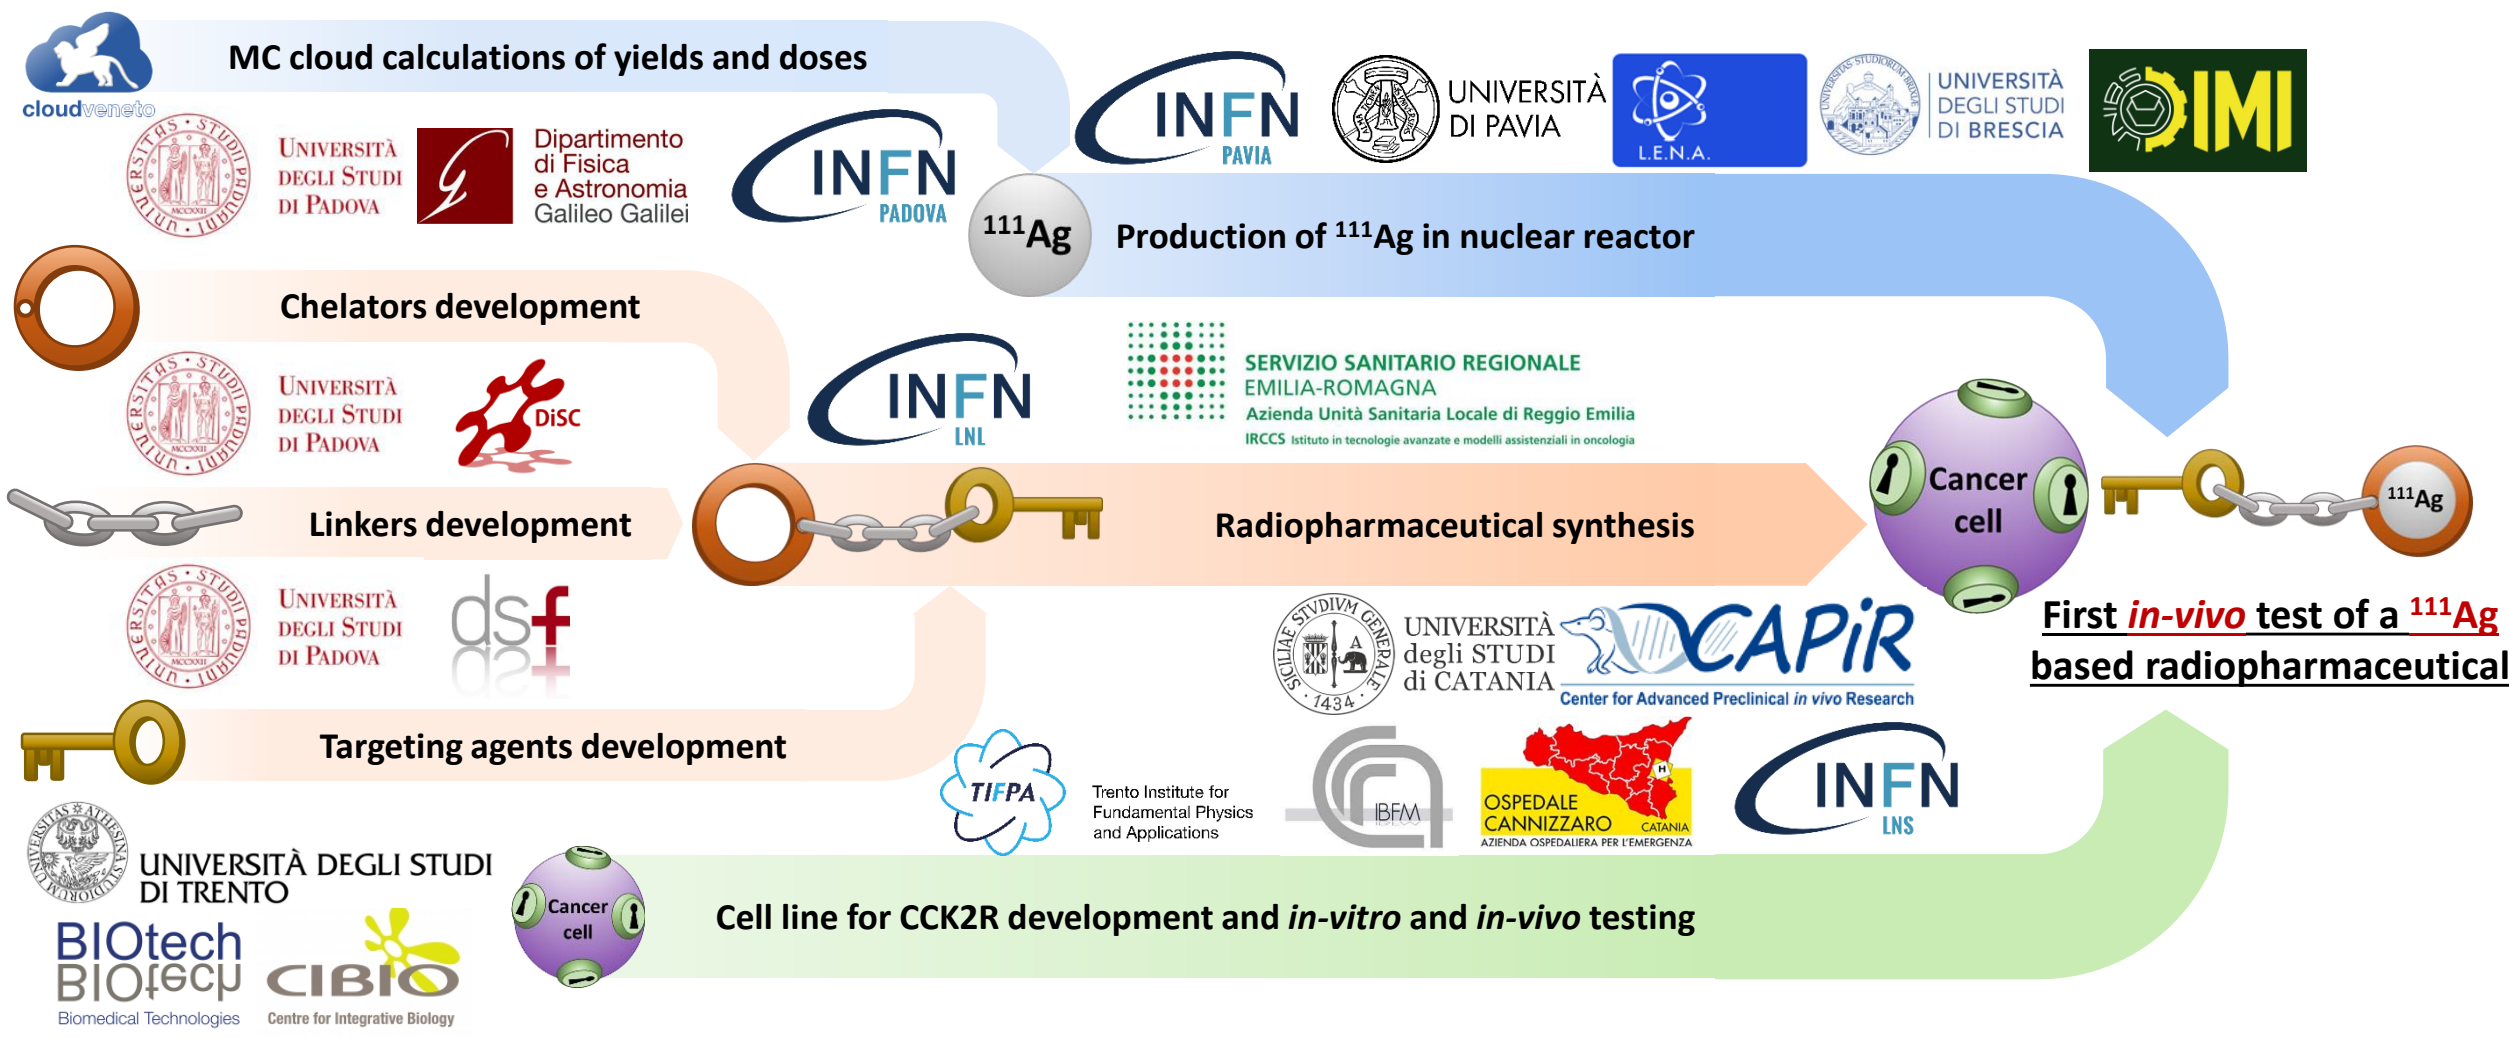 MC cloud calculations of yields and doses
cloudveneto
UNIVERSITÀ
DEGLI STUDI
DI PADOVA
Dipartimento
di Fisica
e Astronomia
Galileo Galilei
INFN
PADOVA
INFN
PAVIA
UNIVERSITÀ
DI PAVIA
L.E.N.A.
UNIVERSITÀ
DEGLI STUDI
DI BRESCIA
IMI
111Ag
Production of 111Ag in nuclear reactor
Chelators development
UNIVERSITÀ
DEGLI STUDI
DI PADOVA
DiSC
INFN
LNL
SERVIZIO SANITARIO REGIONALE
EMILIA-ROMAGNA
Azienda Unità Sanitaria Locale di Reggio Emilia
IRCCS Istituto in tecnologie avanzate e modelli assistenziali in oncologia
Linkers development
Radiopharmaceutical synthesis
Cancer
cell
111Ag
First in-vivo test of a 111Ag
based radiopharmaceutical
UNIVERSITÀ
DEGLI STUDI
DI PADOVA
dsf
SICILIAE STVDIVM GENERALE
1434
UNIVERSITÀ
degli STUDI
di CATANIA
CAPiR
Center for Advanced Preclinical in vivo Research
Targeting agents development
TIFPA
Trento Institute for
Fundamental Physics
and Applications
IBFM
H
OSPEDALE
CANNIZZARO
CATANIA
AZIENDA OSPEDALIERA PER L'EMERGENZA
INFN
LNS
UNIVERSITÀ DEGLI STUDI
DI TRENTO
BIOtech
Biomedical Technologies
CIBIO
Centre for Integrative Biology
Cancer
cell
Cell line for CCK2R development and in-vitro and in-vivo testing